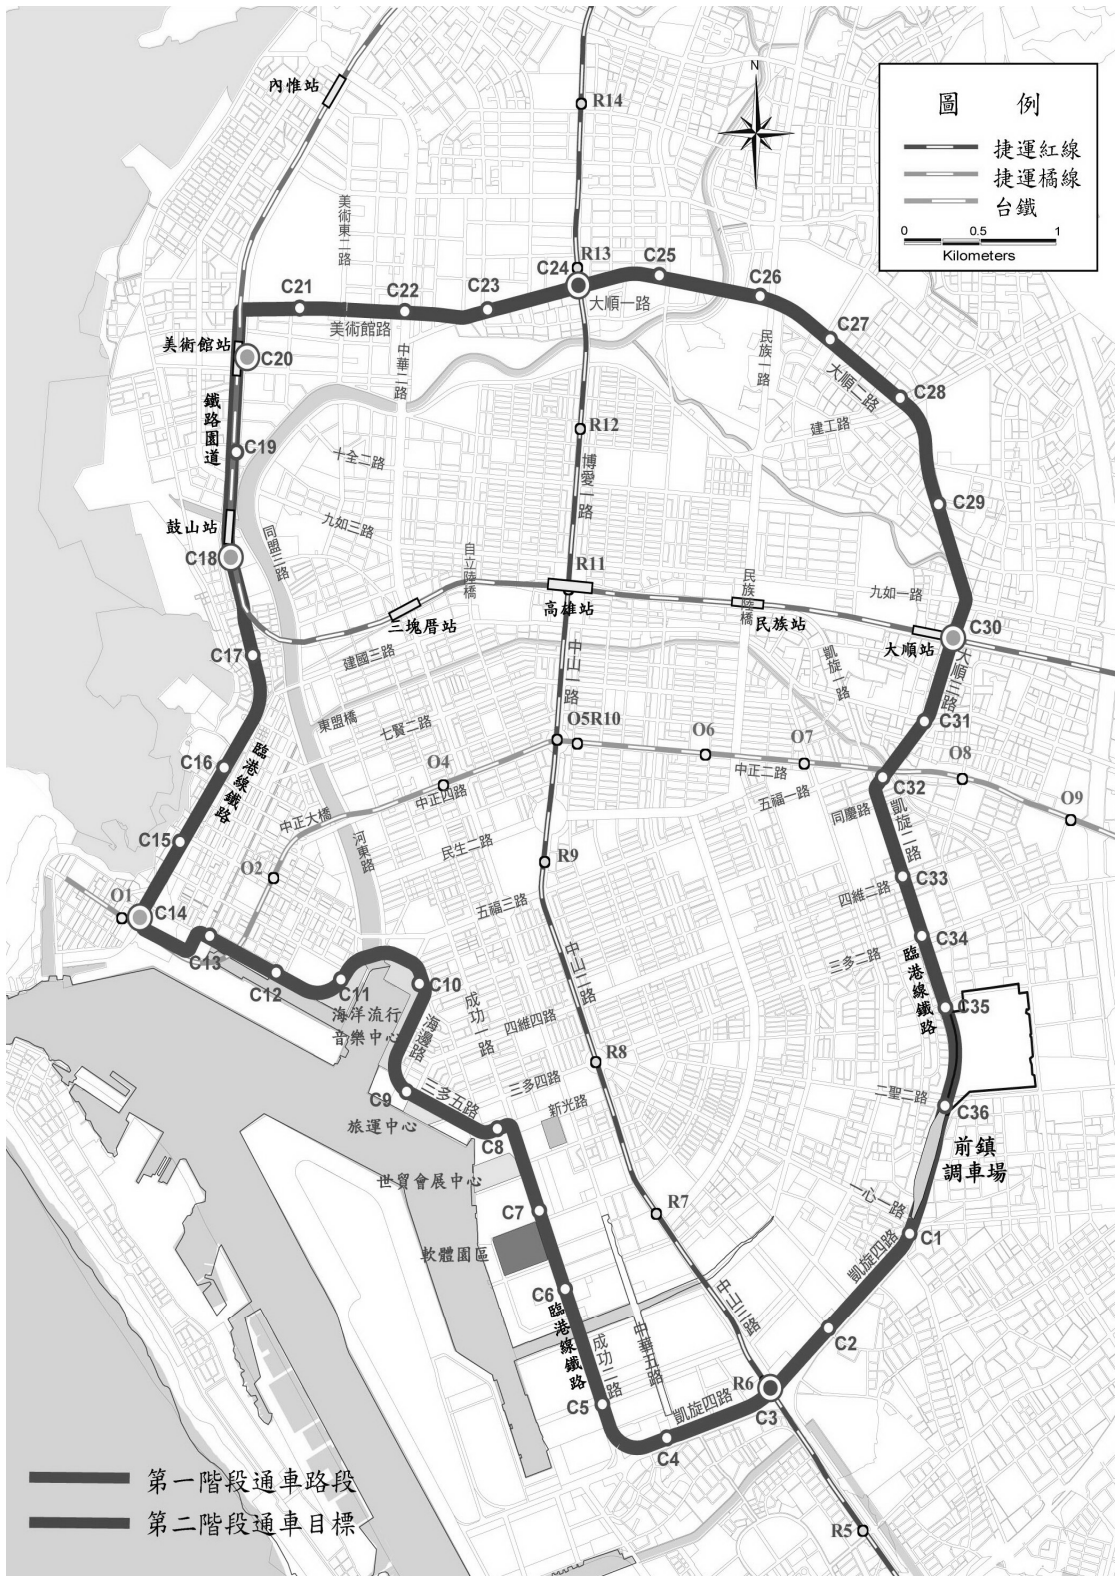 內惟站
R14
N
圖 例
捷運紅線
捷運橘線
台鐵
0 0.5 1
Kilometers
美術東二路
R13
C24
C25
C26
C21
C22
C23
大順一路
美術館路
C27
民族一路
美術館站
C20
中華二路
大順二路
C28
建工路
鐵路園道
C19
十全二路
R12
博愛一路
C29
鼓山站
九如三路
C18
同盟三路
自立陸橋
R11
民族陸橋
九如一路
高雄站
三塊厝站
民族站
C30
大順站
C17
建國三路
中山一路
凱旋一路
大順三路
東盟橋
七賢二路
O5R10
O6
O7
C31
C16
臨港線鐵路
O4
中正二路
O8
C32
中正四路
五福一路
O9
中正大橋
同慶路
凱旋二路
C15
河東路
民生二路
O2
R9
C33
四維二路
O1
C14
五福三路
C13
中山二路
C34
三多二路
臨港線鐵路
C12
C11
C10
海洋流行
音樂中心
海邊路
成功一路
四維四路
C35
R8
三多四路
C9
三多五路
新光路
二聖二路
C36
旅運中心
C8
前鎮
調車場
世貿會展中心
一心一路
C7
R7
C1
軟體園區
凱旋四路
C6
臨港線鐵路
中山三路
成功二路
中華五路
C2
R6
C5
凱旋四路
C3
C4
第一階段通車路段
第二階段通車目標
R5